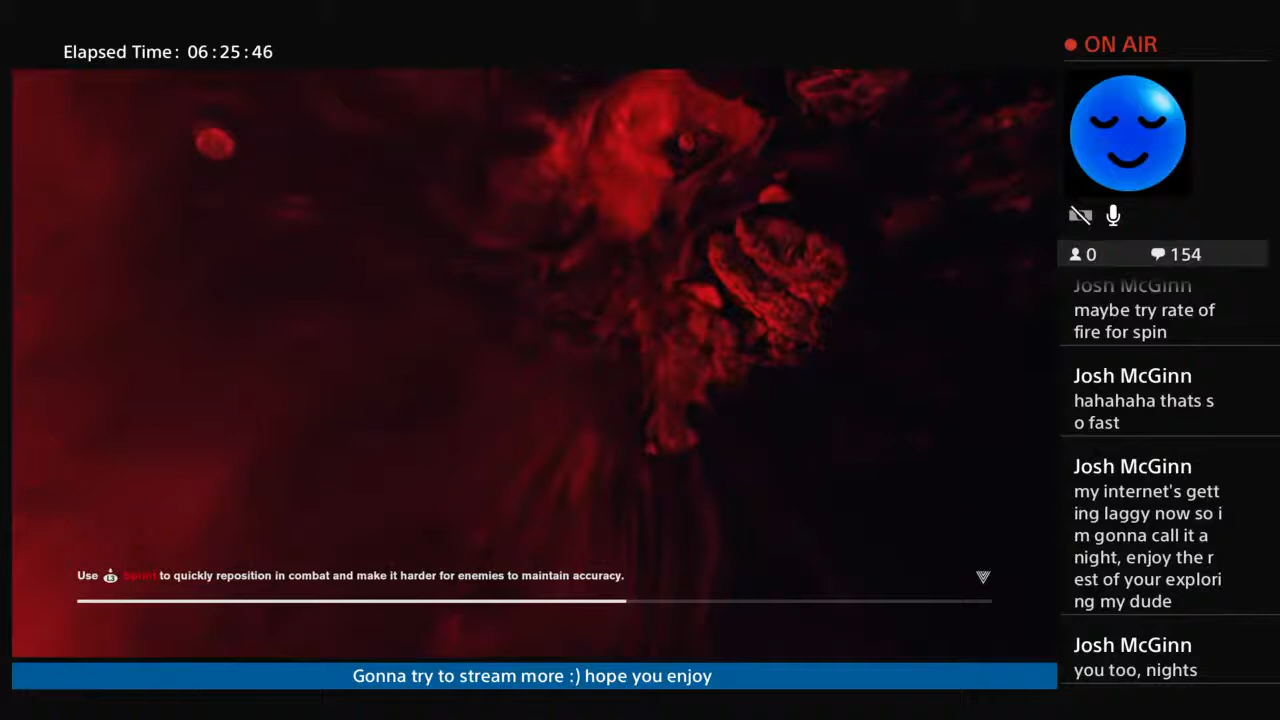 Elapsed Time: 06:25:46
ON AIR
0 154
Josh McGinn
maybe try rate of
fire for spin
Josh McGinn
hahahaha thats s
o fast
Josh McGinn
my internet's gett
ing laggy now so i
m gonna call it a
night, enjoy the r
est of your explori
ng my dude
Josh McGinn
you too, nights
Use L3 Sprint to quickly reposition in combat and make it harder for enemies to maintain accuracy.
Gonna try to stream more :) hope you enjoy